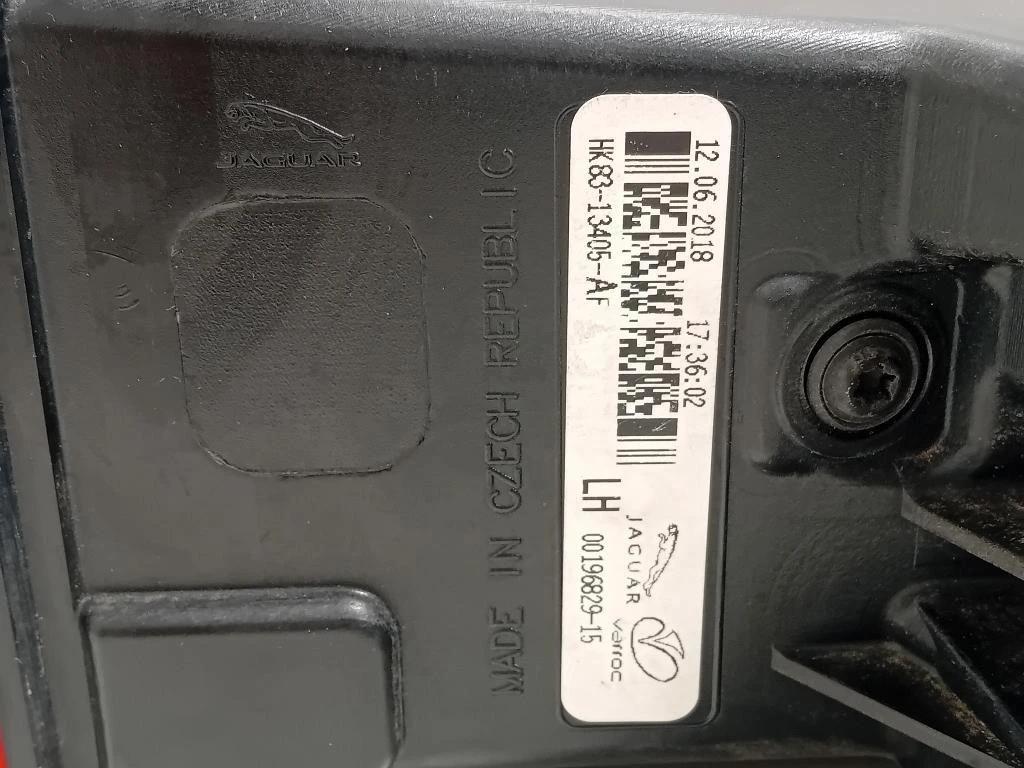 JAGUAR
MADE IN CZECH REPUBLIC
12.06.2018 17:36:02
HK83-13405-AF
LH
JAGUAR
varroc
00196829-15